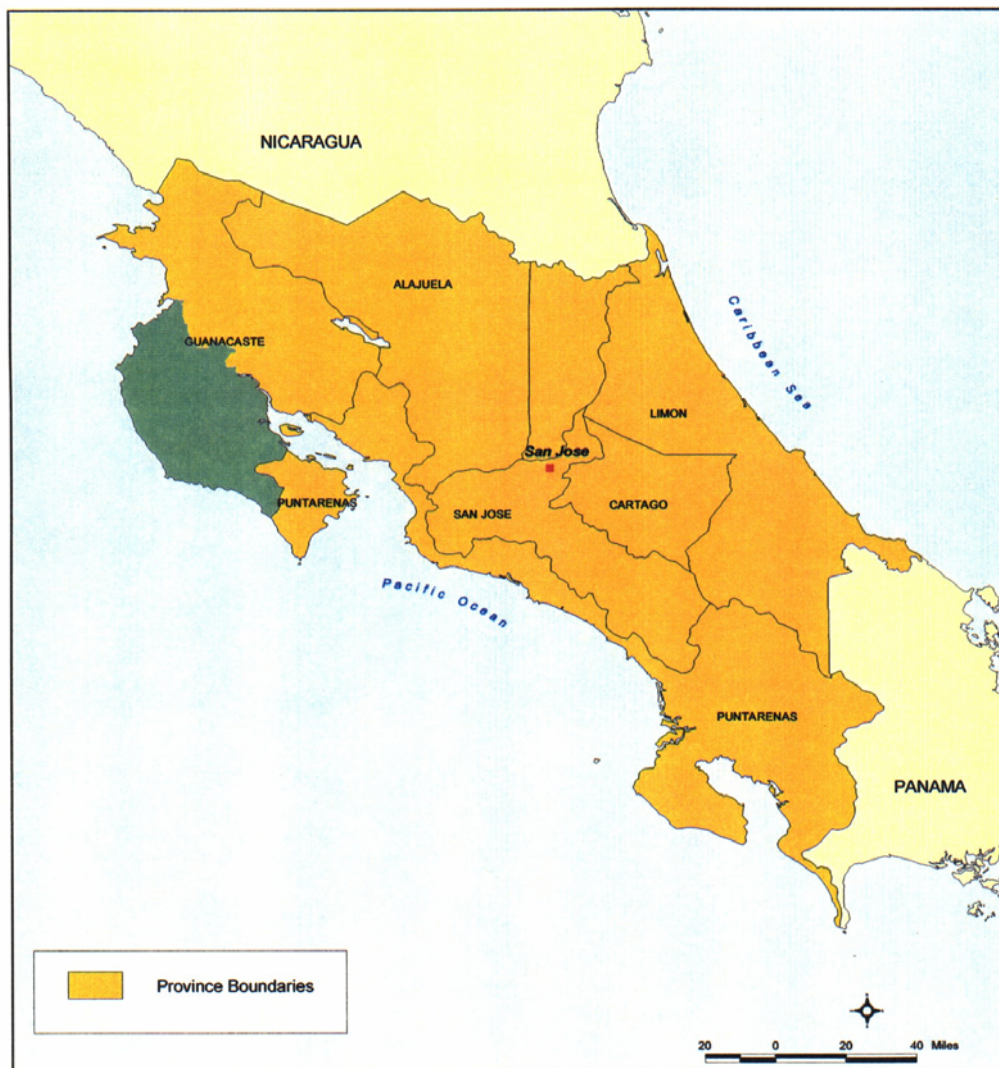 NICARAGUA
ALAJUELA
GUANACASTE
Caribbean Sea
LIMON
San Jose
PUNTARENAS
SAN JOSE
CARTAGO
Pacific Ocean
PUNTARENAS
PANAMA
Province Boundaries
20 0 20 40 Miles